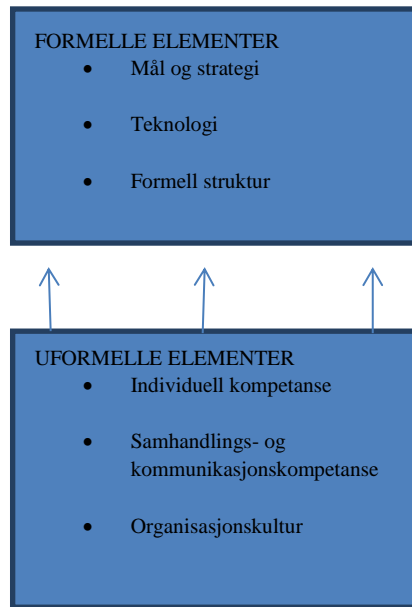 FORMELLE ELEMENTER
• Mål og strategi
• Teknologi
• Formell struktur
UFORMELLE ELEMENTER
• Individuell kompetanse
• Samhandlings- og
kommunikasjonskompetanse
• Organisasjonskultur